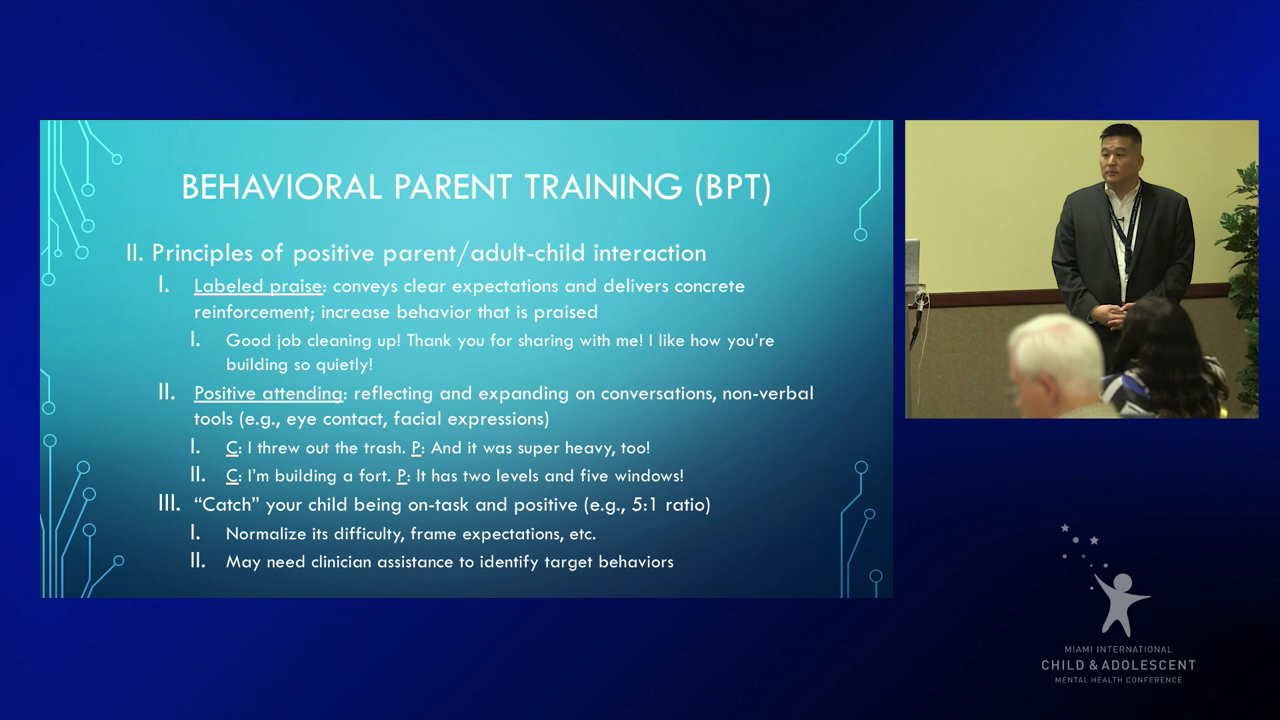 BEHAVIORAL PARENT TRAINING (BPT)
II. Principles of positive parent/adult-child interaction
I. Labeled praise: conveys clear expectations and delivers concrete
reinforcement; increase behavior that is praised
I. Good job cleaning up! Thank you for sharing with me! I like how you're
building so quietly!
II. Positive attending: reflecting and expanding on conversations, non-verbal
tools (e.g., eye contact, facial expressions)
I. C: I threw out the trash. P: And it was super heavy, too!
II. C: I'm building a fort. P: It has two levels and five windows!
III. “Catch” your child being on-task and positive (e.g., 5:1 ratio)
I. Normalize its difficulty, frame expectations, etc.
II. May need clinician assistance to identify target behaviors
MIAMI INTERNATIONAL
CHILD & ADOLESCENT
MENTAL HEALTH CONFERENCE